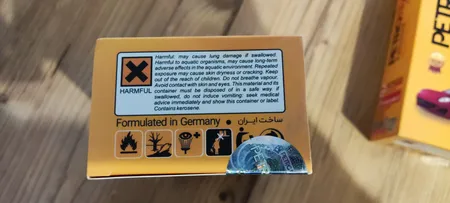 Harmful: may cause lung damage if swallowed.
Harmful to aquatic organisms, may cause long-term
adverse effects in the aquatic environment. Repeated
exposure may cause skin dryness or cracking. Keep
out of the reach of children. Do not breathe vapour.
Avoid contact with skin and eyes. This material and its
container must be disposed of in a safe way. if
swallowed, do not induce vomiting: seek medical
advice immediately and show this container or label.
Contains kerosene.
HARMFUL
Formulated in Germany • ساخت ایران
PETR